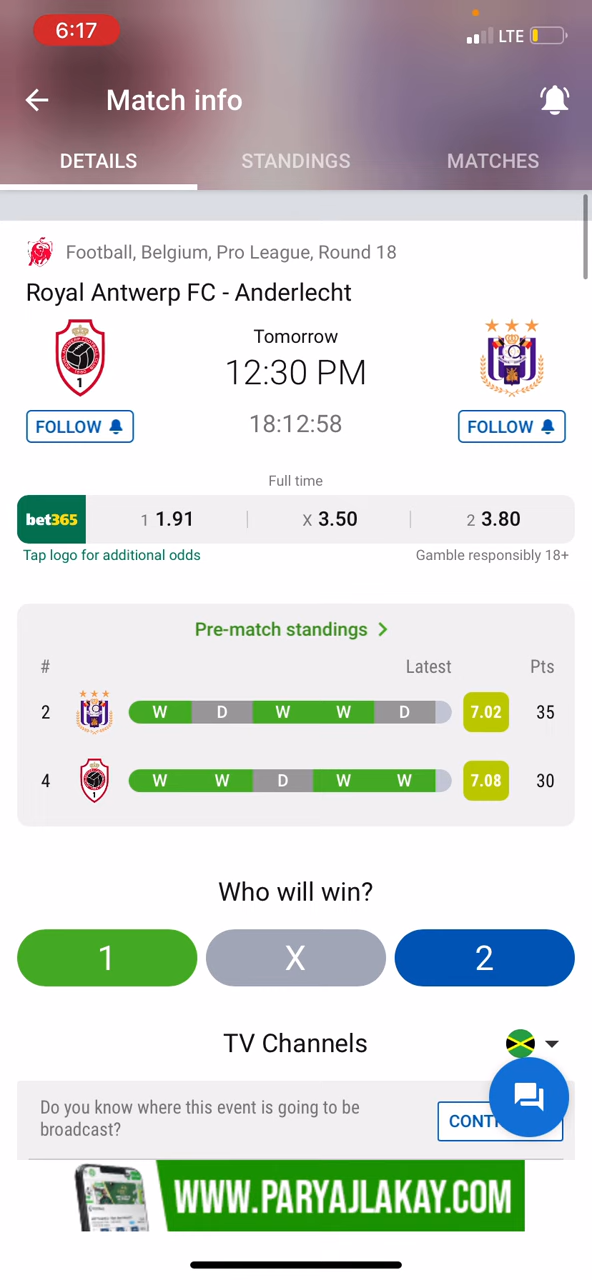 6:17
LTE
Match info
DETAILS STANDINGS MATCHES
Football, Belgium, Pro League, Round 18
Royal Antwerp FC - Anderlecht
Tomorrow
12:30 PM
FOLLOW 18:12:58 FOLLOW
Full time
bet365 1 1.91 X 3.50 2 3.80
Tap logo for additional odds Gamble responsibly 18+
Pre-match standings
# Latest Pts
2 W D W W D 7.02 35
4 W W D W W 7.08 30
Who will win?
1 X 2
TV Channels
Do you know where this event is going to be
broadcast?
CONT
WWW.PARYAJLAKAY.COM